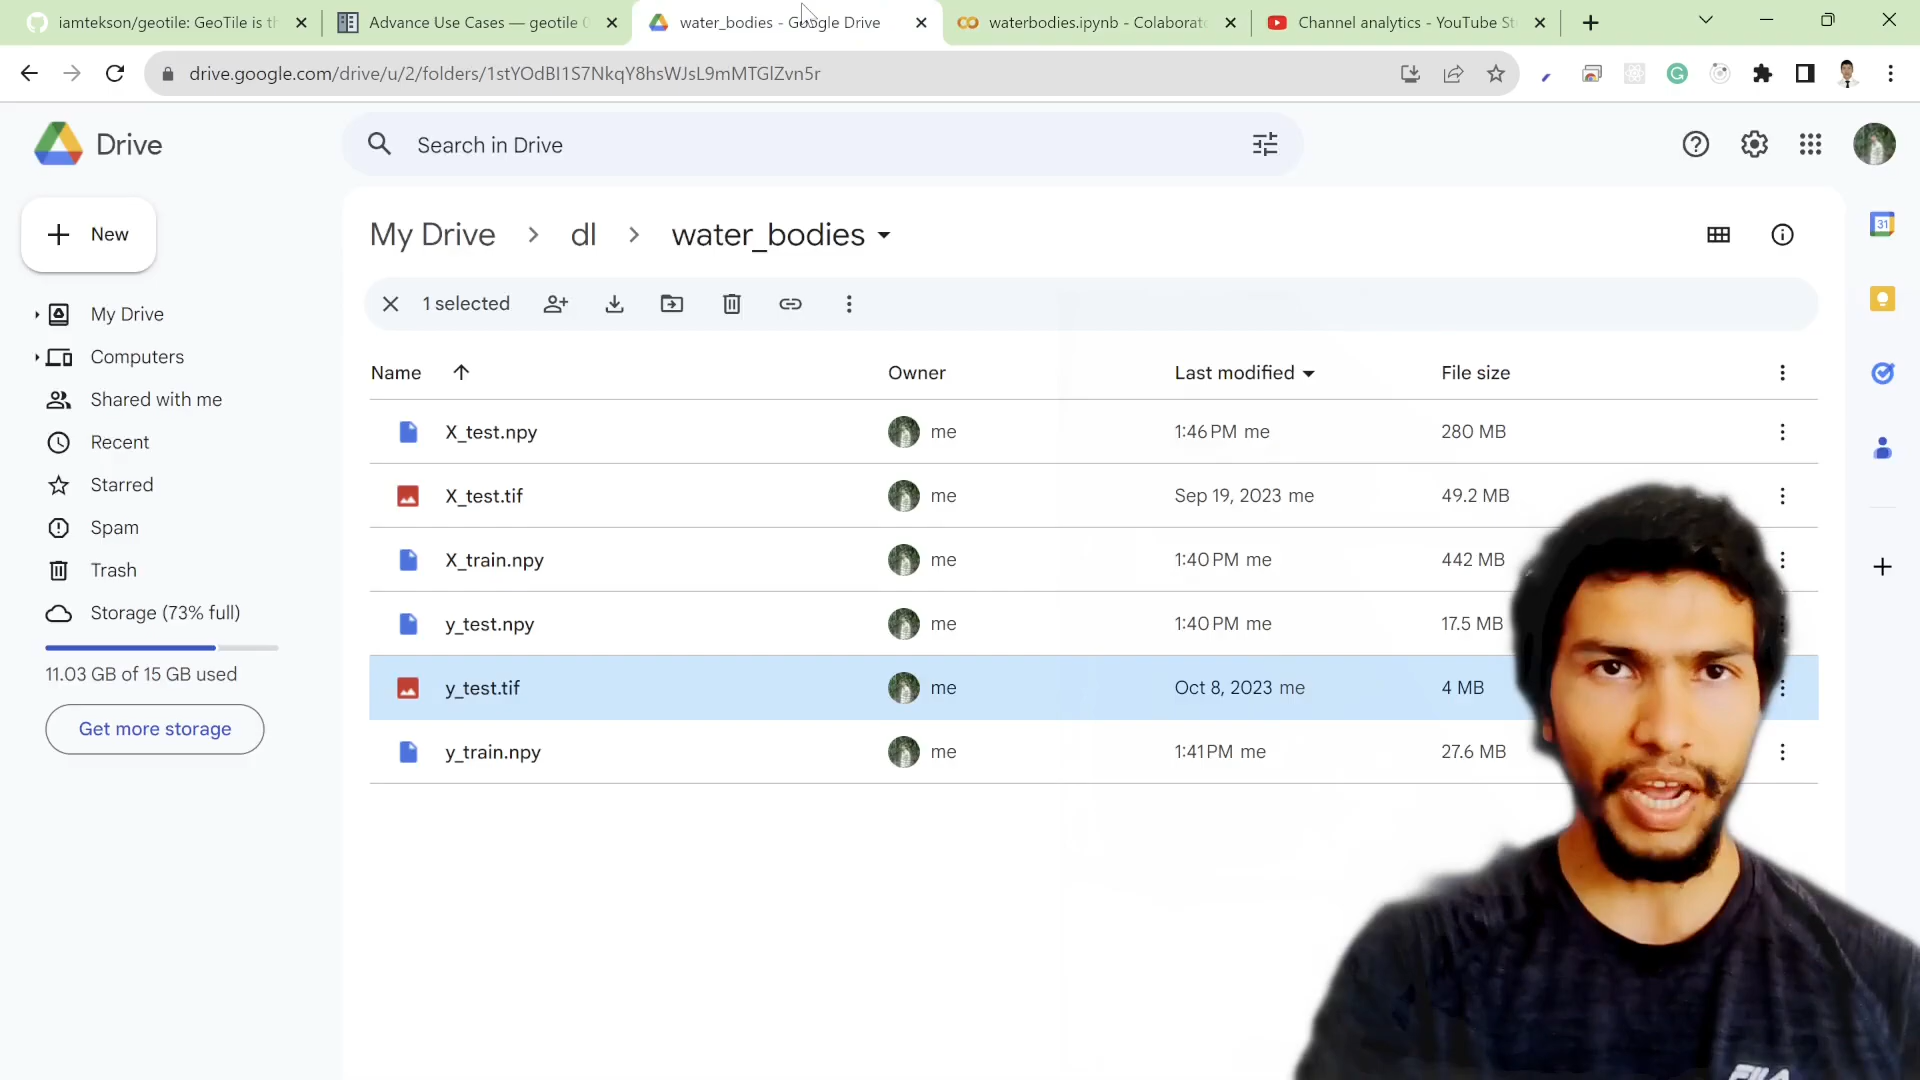 iamtekson/geotile: GeoTile is th
Advance Use Cases — geotile 0
water_bodies - Google Drive
waterbodies.ipynb - Colaborato
Channel analytics - YouTube St
drive.google.com/drive/u/2/folders/1stYOdBI1S7NkqY8hsWJsL9mMTGlZvn5r
Drive
Search in Drive
New
My Drive > dl > water_bodies
1 selected
My Drive
Computers
Shared with me
Recent
Starred
Spam
Trash
Storage (73% full)
11.03 GB of 15 GB used
Get more storage
Name Owner Last modified File size
X_test.npy me 1:46 PM me 280 MB
X_test.tif me Sep 19, 2023 me 49.2 MB
X_train.npy me 1:40 PM me 442 MB
y_test.npy me 1:40 PM me 17.5 MB
y_test.tif me Oct 8, 2023 me 4 MB
y_train.npy me 1:41 PM me 27.6 MB
31
FILA